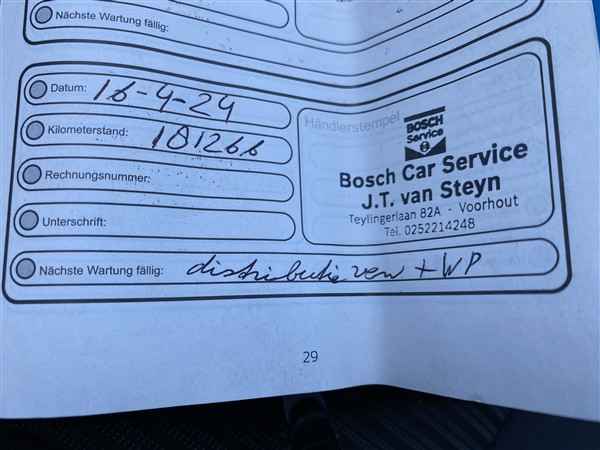 Nächste Wartung fällig:
Datum: 16-4-24
Kilometerstand: 181266
Rechnungsnummer:
Unterschrift:
Nächste Wartung fällig: distributie + WP
Händlerstempel
BOSCH
Service
Bosch Car Service
J.T. van Steyn
Teylingerlaan 82A - Voorhout
Tel. 0252214248
29